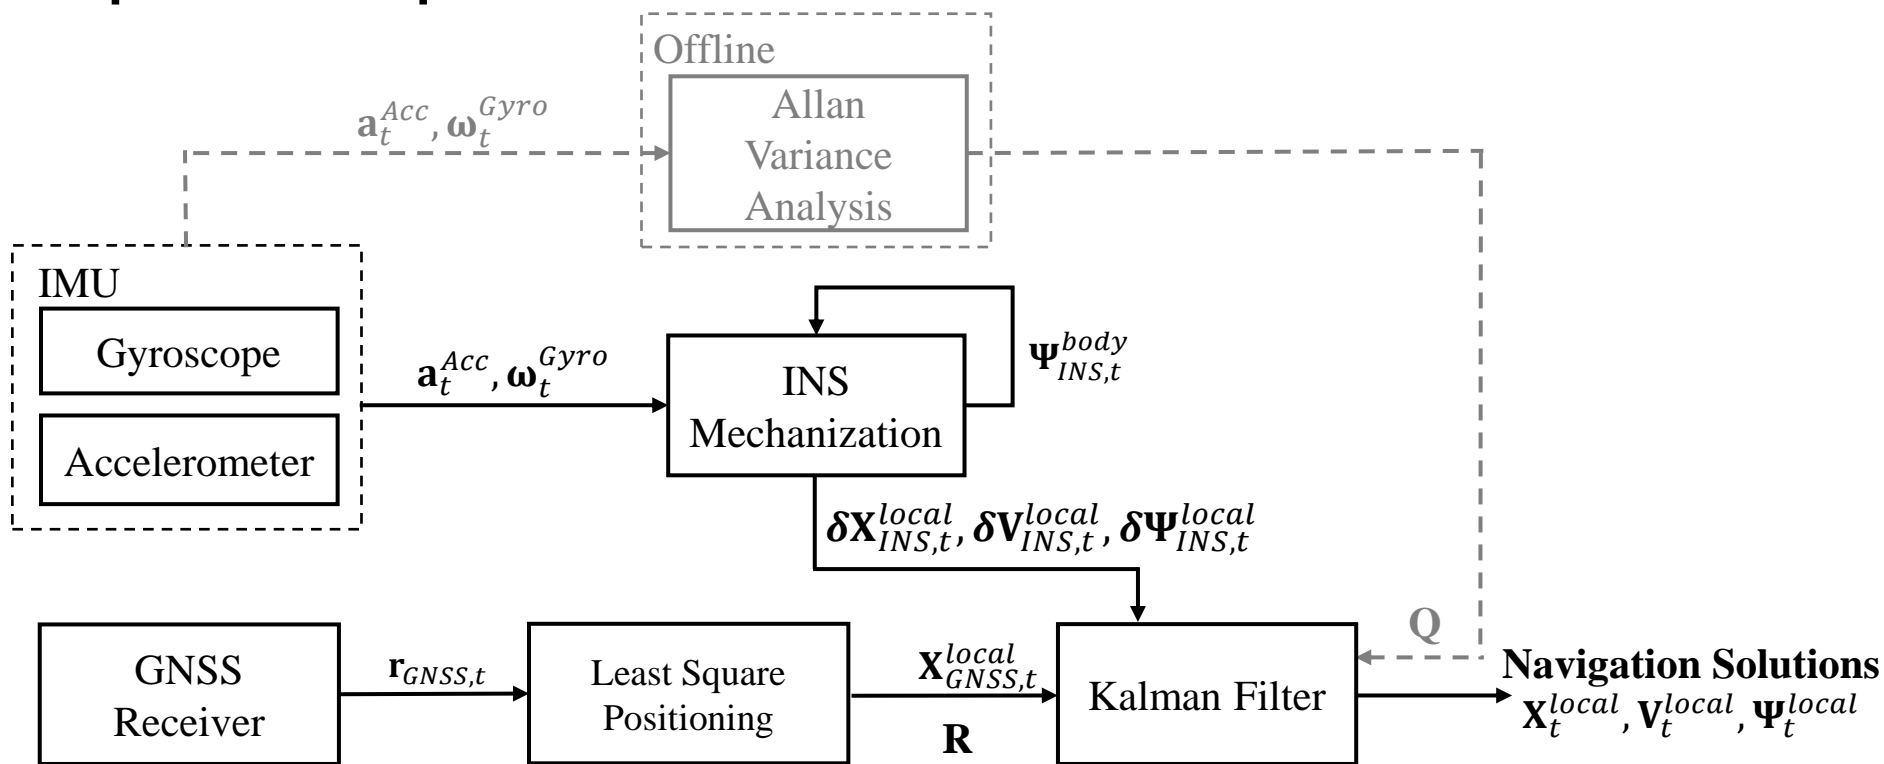 Offline
Allan
Variance
Analysis
𝐚_t^{Acc}, 𝛚_t^{Gyro}
IMU
Gyroscope
Accelerometer
𝐚_t^{Acc}, 𝛚_t^{Gyro}
INS
Mechanization
𝚿_{INS,t}^{body}
𝜹𝐗_{INS,t}^{local}, 𝜹𝐕_{INS,t}^{local}, 𝜹𝚿_{INS,t}^{local}
GNSS
Receiver
𝐫_{GNSS,t}
Least Square
Positioning
𝐗_{GNSS,t}^{local}
R
Kalman Filter
Q
Navigation Solutions
𝐗_t^{local}, 𝐕_t^{local}, 𝚿_t^{local}